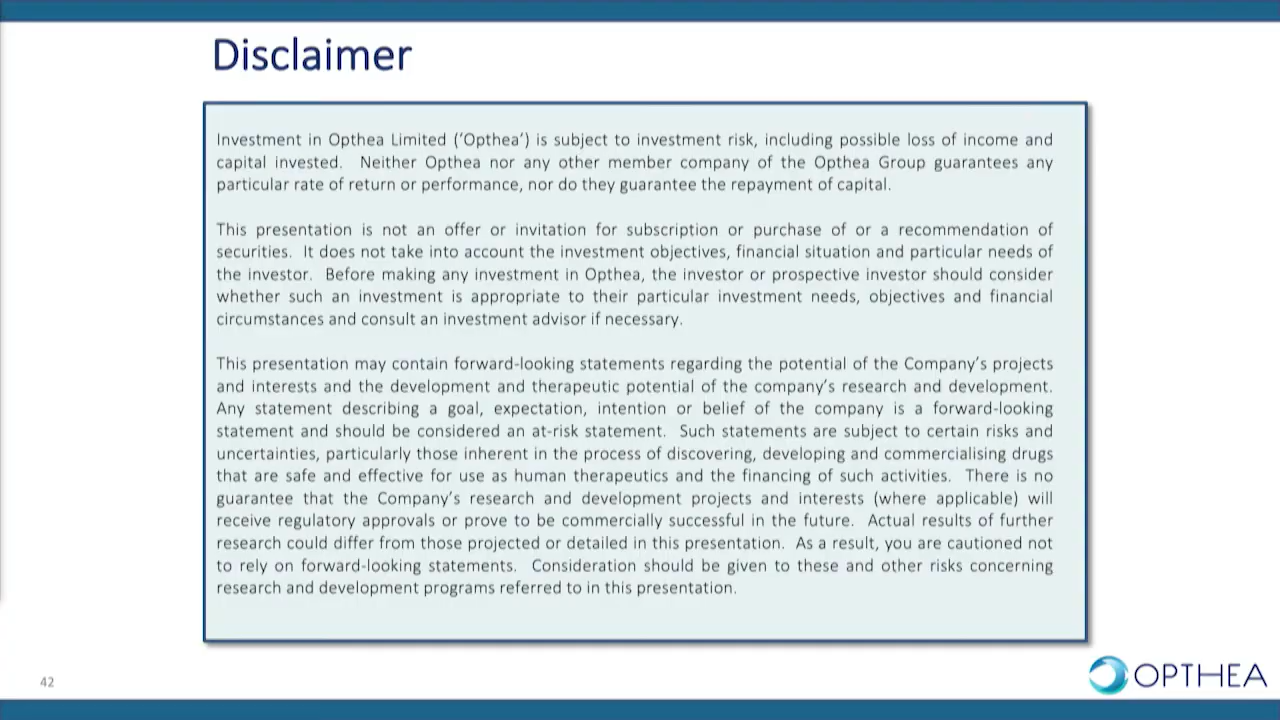 Disclaimer
Investment in Opthea Limited (‘Opthea’) is subject to investment risk, including possible loss of income and
capital invested. Neither Opthea nor any other member company of the Opthea Group guarantees any
particular rate of return or performance, nor do they guarantee the repayment of capital.
This presentation is not an offer or invitation for subscription or purchase of or a recommendation of
securities. It does not take into account the investment objectives, financial situation and particular needs of
the investor. Before making any investment in Opthea, the investor or prospective investor should consider
whether such an investment is appropriate to their particular investment needs, objectives and financial
circumstances and consult an investment advisor if necessary.
This presentation may contain forward-looking statements regarding the potential of the Company’s projects
and interests and the development and therapeutic potential of the company’s research and development.
Any statement describing a goal, expectation, intention or belief of the company is a forward-looking
statement and should be considered an at-risk statement. Such statements are subject to certain risks and
uncertainties, particularly those inherent in the process of discovering, developing and commercialising drugs
that are safe and effective for use as human therapeutics and the financing of such activities. There is no
guarantee that the Company’s research and development projects and interests (where applicable) will
receive regulatory approvals or prove to be commercially successful in the future. Actual results of further
research could differ from those projected or detailed in this presentation. As a result, you are cautioned not
to rely on forward-looking statements. Consideration should be given to these and other risks concerning
research and development programs referred to in this presentation.
42
OPTHEA